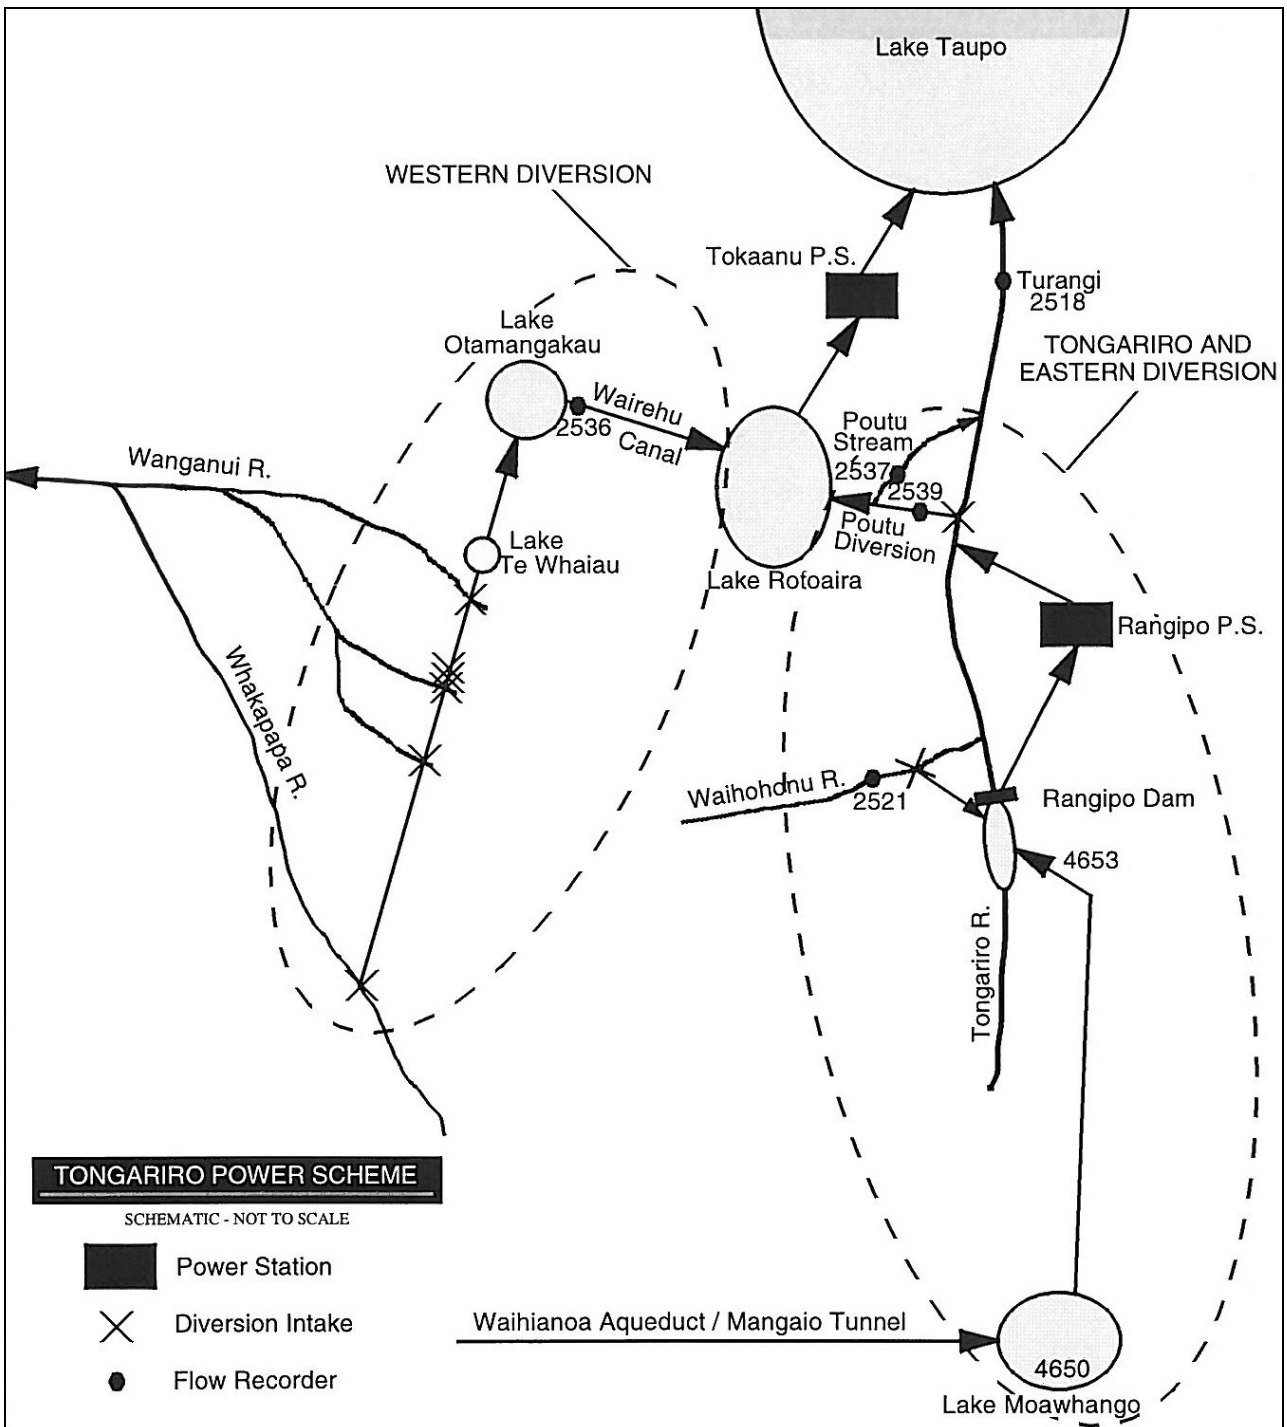 Lake Taupo
WESTERN DIVERSION
Tokaanu P.S.
Turangi
2518
Lake
Otamangakau
TONGARIRO AND
EASTERN DIVERSION
Wairehu
Canal
2536
Poutu
Stream
2537
2539
Poutu
Diversion
Wanganui R.
Lake
Te Whaiau
Lake Rotoaira
Rangipo P.S.
Whakapapa R.
Waihohonu R.
2521
Rangipo Dam
4653
Tongariro R.
TONGARIRO POWER SCHEME
SCHEMATIC - NOT TO SCALE
Power Station
Diversion Intake
Flow Recorder
Waihianoa Aqueduct / Mangaio Tunnel
4650
Lake Moawhango